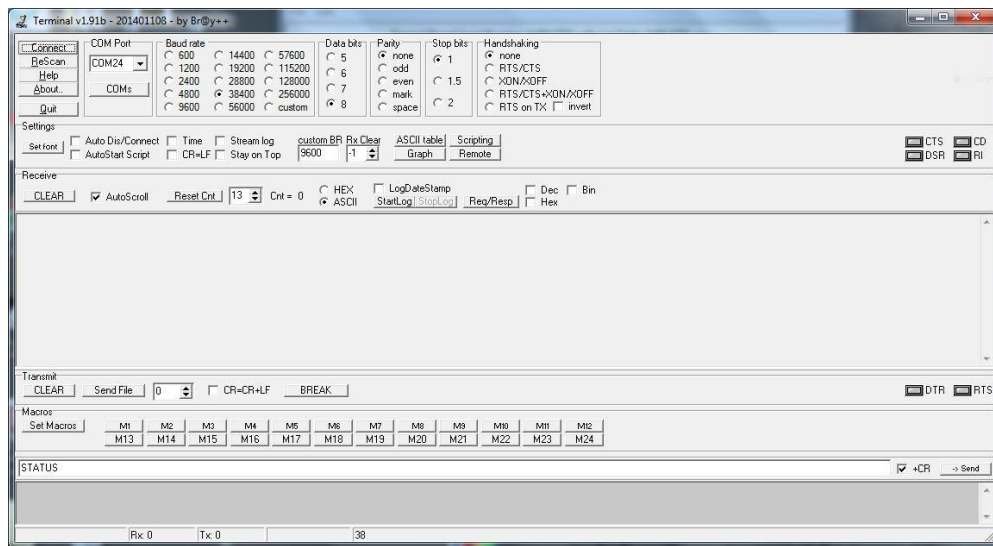 Terminal v1.91b - 201401108 - by Br@y++
Connect
ReScan
Help
About..
Quit
COM Port
COM24
COMs
Baud rate
600 14400 57600
1200 19200 115200
2400 28800 128000
4800 38400 256000
9600 56000 custom
Data bits
5
6
7
8
Parity
none
odd
even
mark
space
Stop bits
1
1.5
2
Handshaking
none
RTS/CTS
XON/XOFF
RTS/CTS+XON/XOFF
RTS on TX invert
Settings
Set font
Auto Dis/Connect Time Stream log
AutoStart Script CR=LF Stay on Top
custom BR Rx Clear
9600 -1
ASCII table Scripting
Graph Remote
CTS CD
DSR RI
Receive
CLEAR AutoScroll Reset Cnt 13 Cnt = 0
HEX
ASCII
LogDateStamp
StartLog StopLog Req/Resp
Dec Bin
Hex
Transmit
CLEAR Send File 0 CR=CR+LF BREAK DTR RTS
Macros
Set Macros
M1 M2 M3 M4 M5 M6 M7 M8 M9 M10 M11 M12
M13 M14 M15 M16 M17 M18 M19 M20 M21 M22 M23 M24
STATUS +CR -> Send
Rx: 0 Tx: 0 38